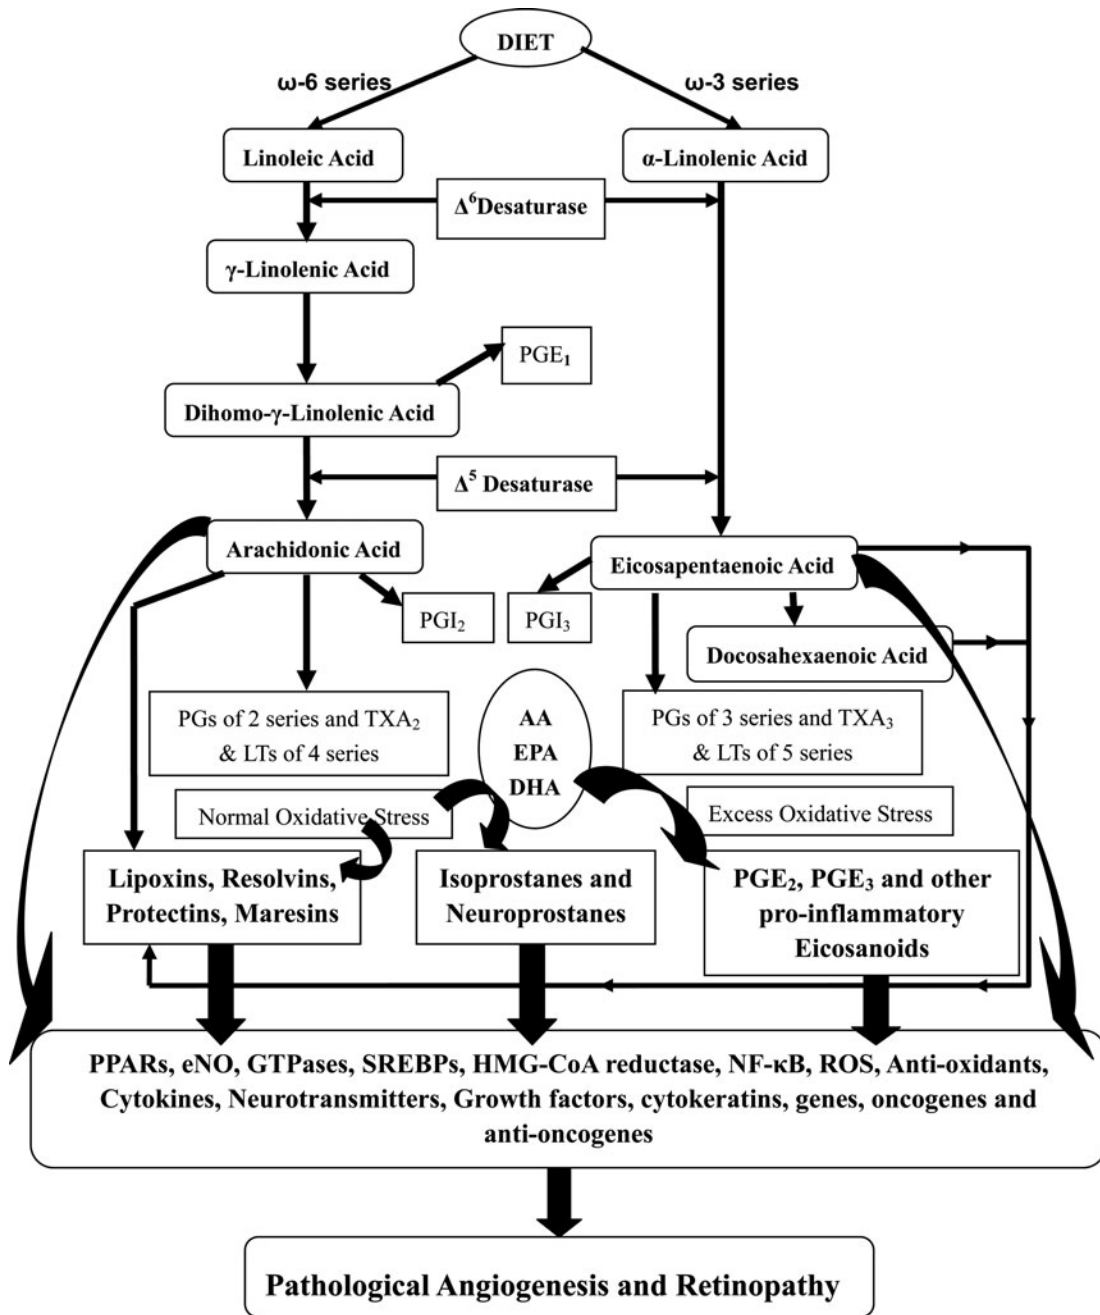 DIET
ω-6 series
ω-3 series
Linoleic Acid
α-Linolenic Acid
Δ⁶Desaturase
γ-Linolenic Acid
PGE₁
Dihomo-γ-Linolenic Acid
Δ⁵ Desaturase
Arachidonic Acid
Eicosapentaenoic Acid
PGI₂
PGI₃
Docosahexaenoic Acid
PGs of 2 series and TXA₂
& LTs of 4 series
AA
EPA
DHA
PGs of 3 series and TXA₃
& LTs of 5 series
Normal Oxidative Stress
Excess Oxidative Stress
Lipoxins, Resolvins,
Protectins, Maresins
Isoprostanes and
Neuroprostanes
PGE₂, PGE₃ and other
pro-inflammatory
Eicosanoids
PPARs, eNO, GTPases, SREBPs, HMG-CoA reductase, NF-κB, ROS, Anti-oxidants,
Cytokines, Neurotransmitters, Growth factors, cytokeratins, genes, oncogenes and
anti-oncogenes
Pathological Angiogenesis and Retinopathy